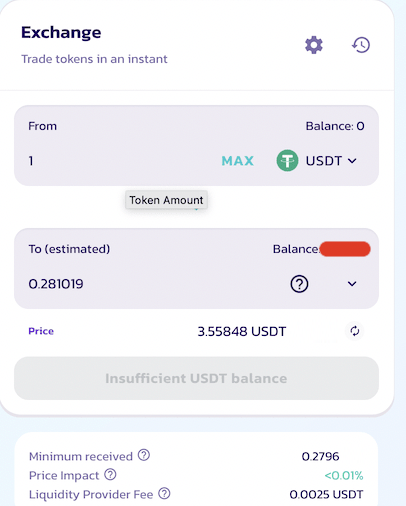 Exchange
Trade tokens in an instant
From Balance: 0
1 MAX USDT
Token Amount
To (estimated) Balance:
0.281019 ?
Price 3.55848 USDT
Insufficient USDT balance
Minimum received ? 0.2796
Price Impact ? <0.01%
Liquidity Provider Fee ? 0.0025 USDT